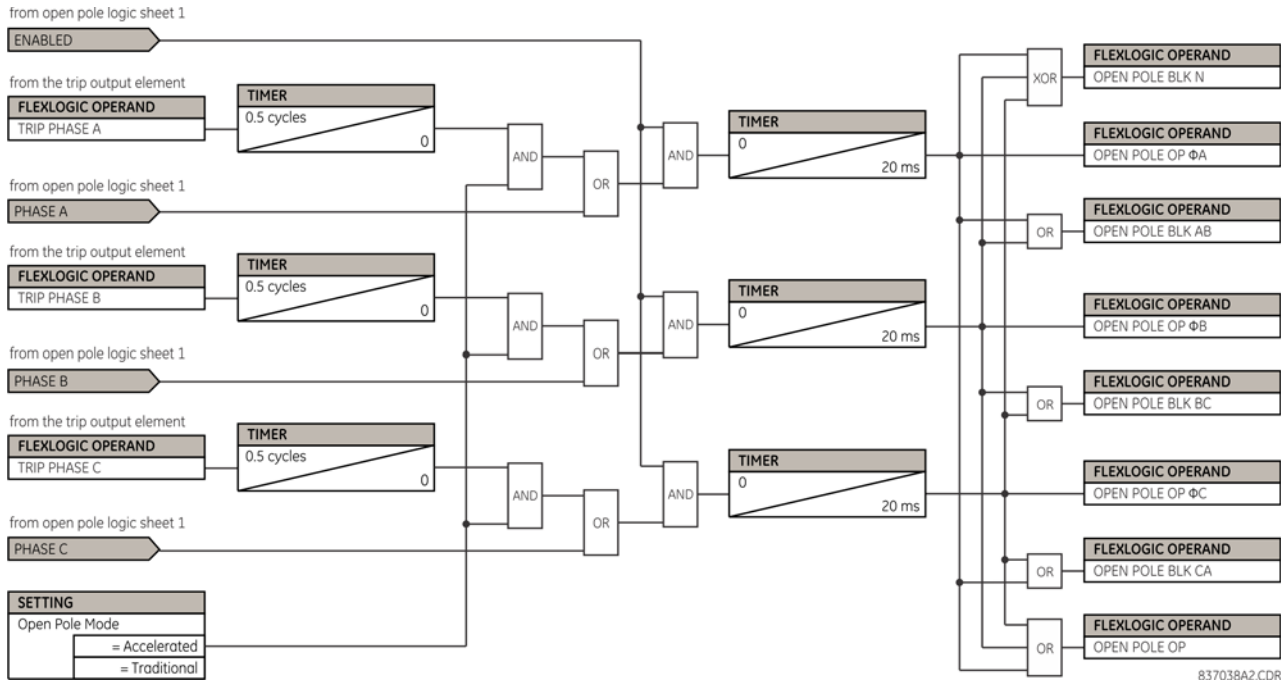 from open pole logic sheet 1
ENABLED
from the trip output element
FLEXLOGIC OPERAND
TRIP PHASE A
TIMER
0.5 cycles
0
AND
from open pole logic sheet 1
PHASE A
OR
AND
TIMER
0
20 ms
from the trip output element
FLEXLOGIC OPERAND
TRIP PHASE B
TIMER
0.5 cycles
0
AND
from open pole logic sheet 1
PHASE B
OR
AND
TIMER
0
20 ms
from the trip output element
FLEXLOGIC OPERAND
TRIP PHASE C
TIMER
0.5 cycles
0
AND
from open pole logic sheet 1
PHASE C
OR
AND
TIMER
0
20 ms
SETTING
Open Pole Mode
= Accelerated
= Traditional
XOR
FLEXLOGIC OPERAND
OPEN POLE BLK N
FLEXLOGIC OPERAND
OPEN POLE OP ΦA
OR
FLEXLOGIC OPERAND
OPEN POLE BLK AB
FLEXLOGIC OPERAND
OPEN POLE OP ΦB
OR
FLEXLOGIC OPERAND
OPEN POLE BLK BC
FLEXLOGIC OPERAND
OPEN POLE OP ΦC
OR
FLEXLOGIC OPERAND
OPEN POLE BLK CA
OR
FLEXLOGIC OPERAND
OPEN POLE OP
837038A2.CDR